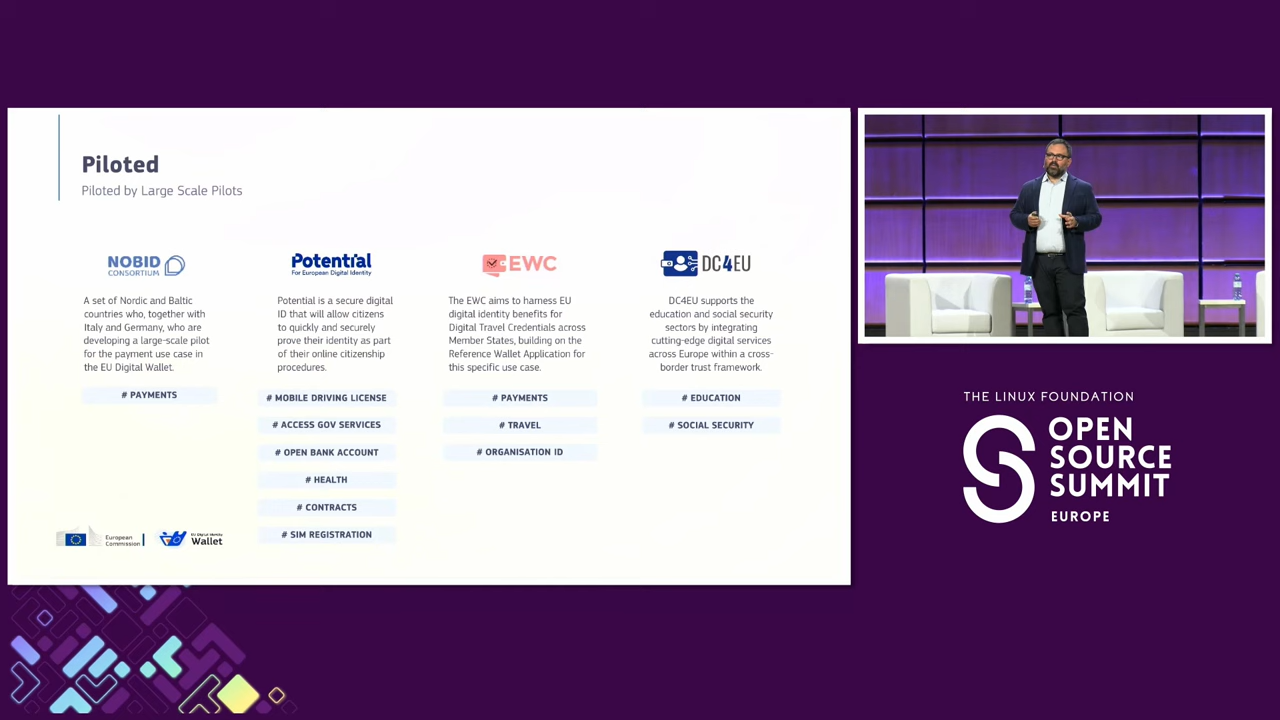 Piloted
Piloted by Large Scale Pilots
NOBID
CONSORTIUM
A set of Nordic and Baltic
countries who, together with
Italy and Germany, who are
developing a large-scale pilot
for the payment use case in
the EU Digital Wallet.
# PAYMENTS
Potential
For European Digital Identity
Potential is a secure digital
ID that will allow citizens
to quickly and securely
prove their identity as part
of their online citizenship
procedures.
# MOBILE DRIVING LICENSE
# ACCESS GOV SERVICES
# OPEN BANK ACCOUNT
# HEALTH
# CONTRACTS
# SIM REGISTRATION
EWC
The EWC aims to harness EU
digital identity benefits for
Digital Travel Credentials across
Member States, building on the
Reference Wallet Application for
this specific use case.
# PAYMENTS
# TRAVEL
# ORGANISATION ID
DC4EU
DC4EU supports the
education and social security
sectors by integrating
cutting-edge digital services
across Europe within a cross-
border trust framework.
# EDUCATION
# SOCIAL SECURITY
European
Commission
EU Digital Identity
Wallet
THE LINUX FOUNDATION
OPEN
SOURCE
SUMMIT
EUROPE